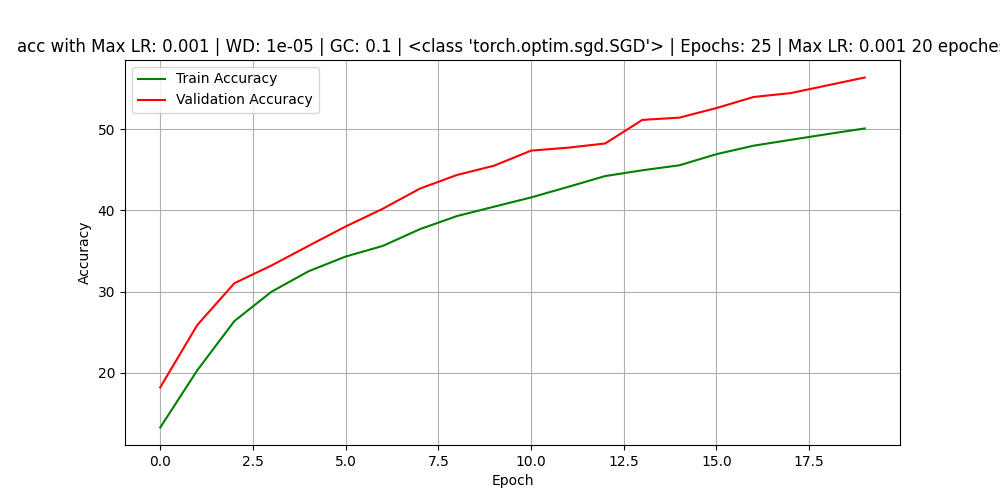 acc with Max LR: 0.001 | WD: 1e-05 | GC: 0.1 | <class 'torch.optim.sgd.SGD'> | Epochs: 25 | Max LR: 0.001 20 epoches
Train Accuracy
Validation Accuracy
50
40
30
20
Accuracy
0.0 2.5 5.0 7.5 10.0 12.5 15.0 17.5
Epoch